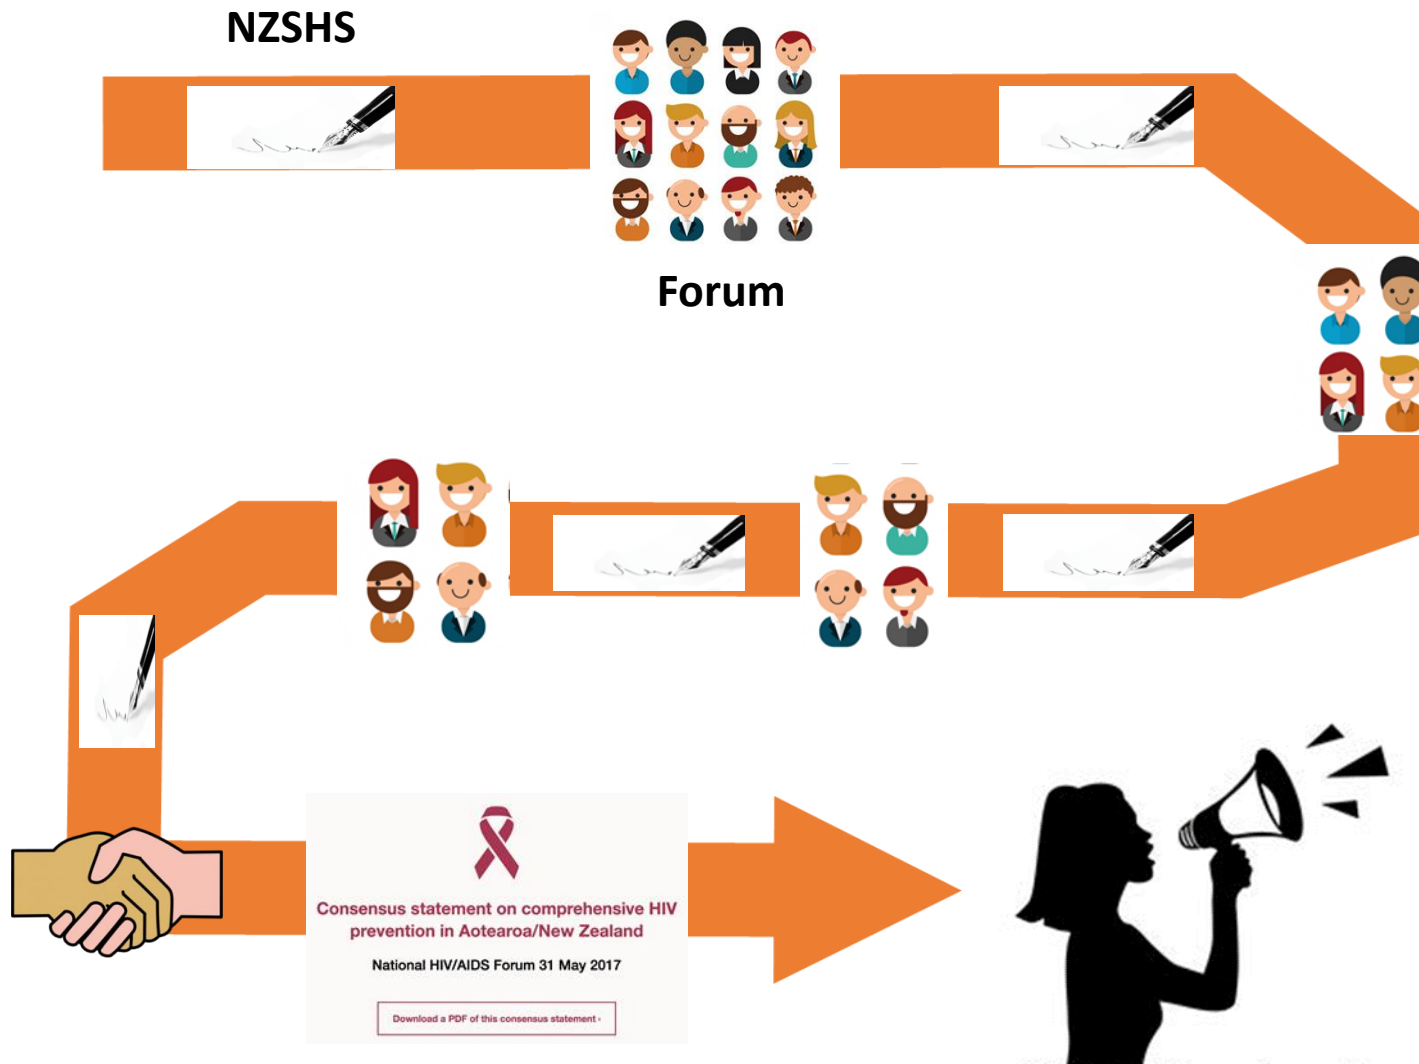 NZSHS
Forum
Consensus statement on comprehensive HIV
prevention in Aotearoa/New Zealand
National HIV/AIDS Forum 31 May 2017
Download a PDF of this consensus statement ›